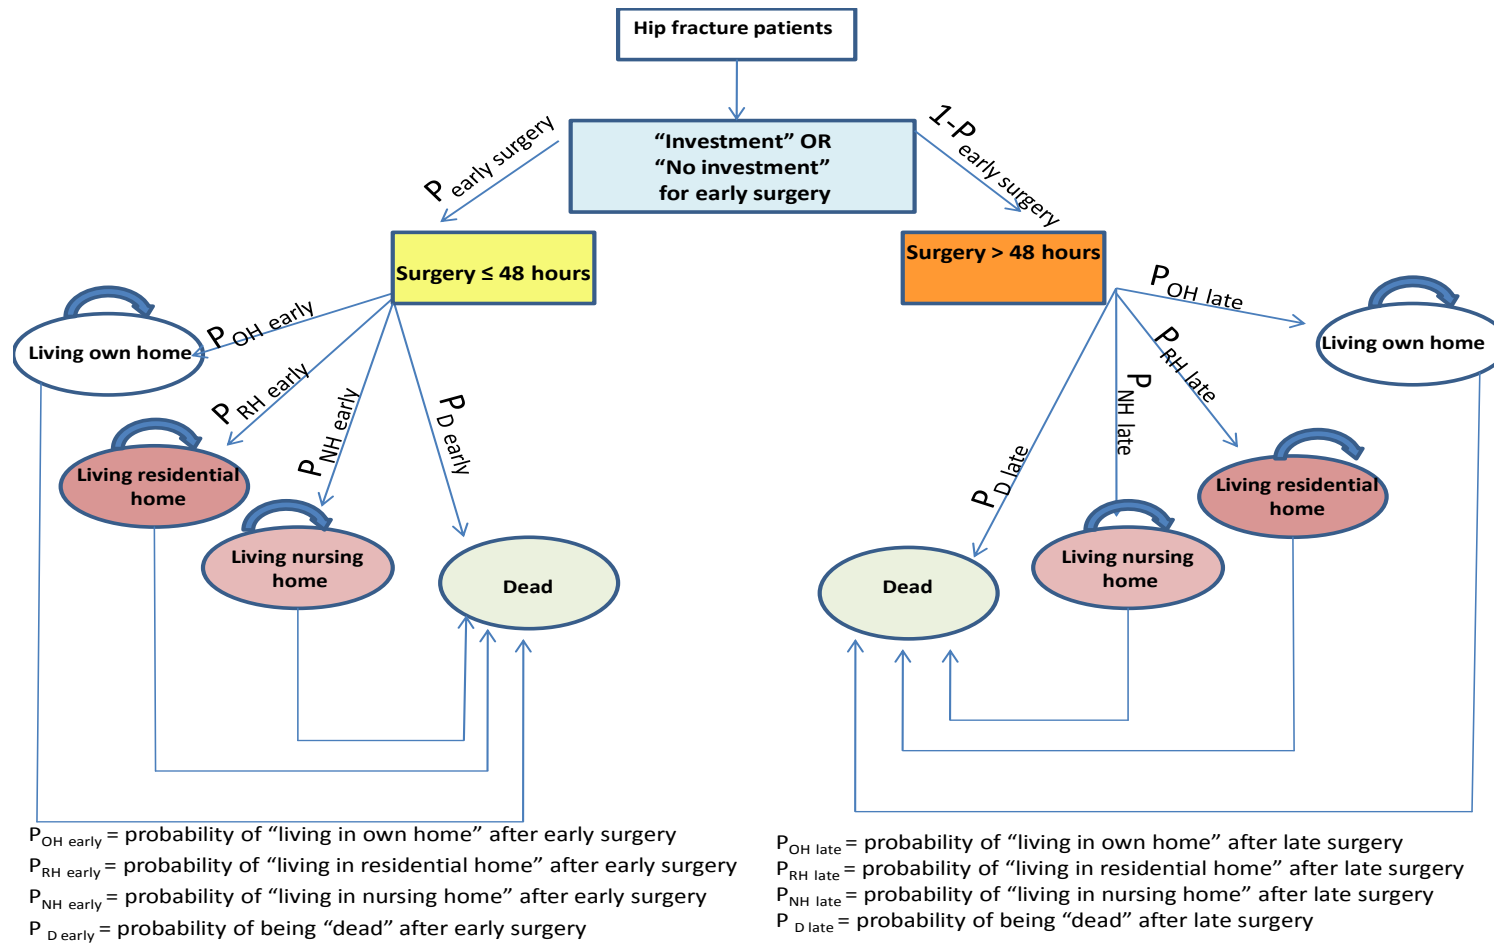 Hip fracture patients
“Investment” OR
“No investment”
for early surgery
P early surgery
1-P early surgery
Surgery ≤ 48 hours
Surgery > 48 hours
P OH early
P RH early
P NH early
P D early
Living own home
Living residential
home
Living nursing
home
Dead
P OH late
P RH late
P NH late
P D late
Living own home
Living residential
home
Living nursing
home
Dead
P OH early = probability of “living in own home” after early surgery
P RH early = probability of “living in residential home” after early surgery
P NH early = probability of “living in nursing home” after early surgery
P D early = probability of being “dead” after early surgery
P OH late = probability of “living in own home” after late surgery
P RH late = probability of “living in residential home” after late surgery
P NH late = probability of “living in nursing home” after late surgery
P D late = probability of being “dead” after late surgery